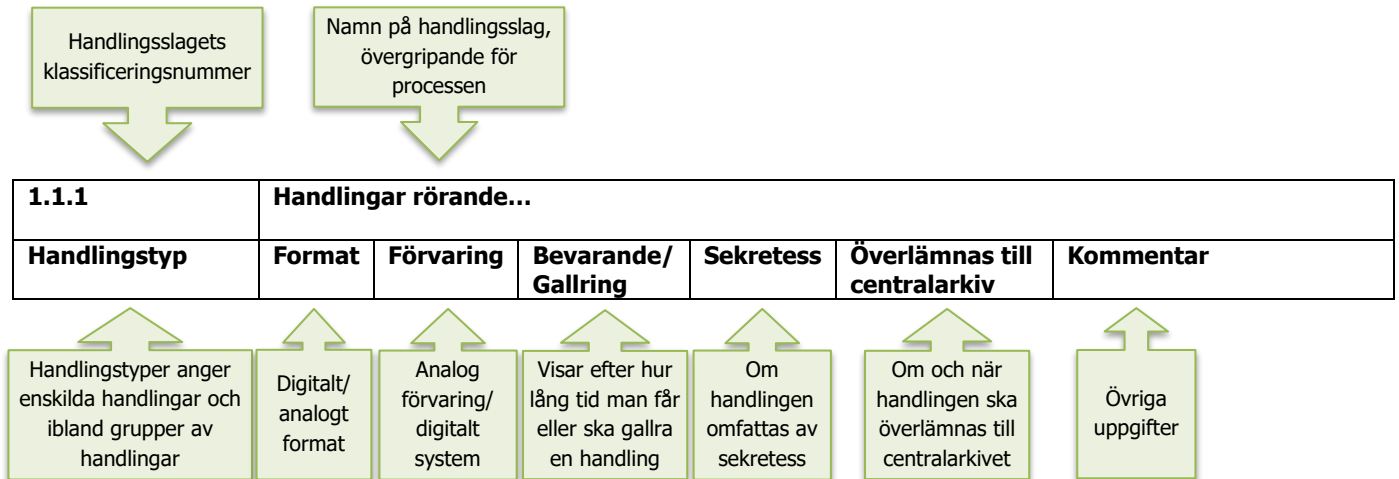 Handlingsslagets
klassificeringsnummer
Namn på handlingsslag,
övergripande för
processen
1.1.1
Handlingar rörande…
Handlingstyp
Format
Förvaring
Bevarande/
Gallring
Sekretess
Överlämnas till
centralarkiv
Kommentar
Handlingstyper anger
enskilda handlingar och
ibland grupper av
handlingar
Digitalt/
analogt
format
Analog
förvaring/
digitalt
system
Visar efter hur
lång tid man får
eller ska gallra
en handling
Om
handlingen
omfattas av
sekretess
Om och när
handlingen ska
överlämnas till
centralarkivet
Övriga
uppgifter